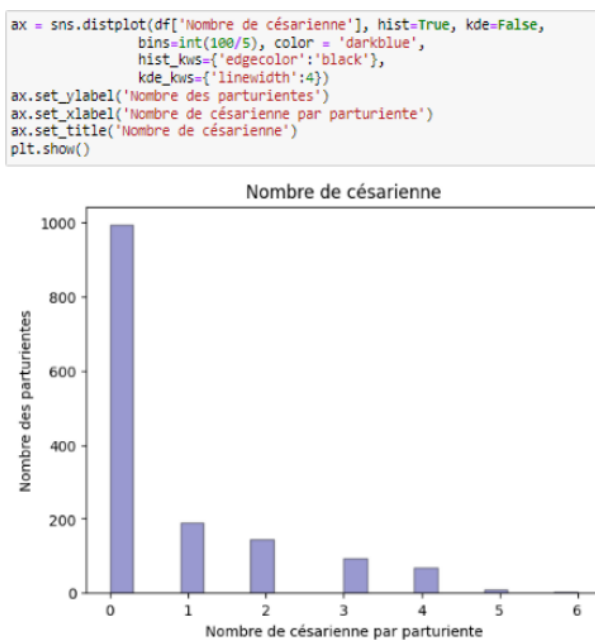 ax = sns.distplot(df['Nombre de césarienne'], hist=True, kde=False,
bins=int(100/5), color = 'darkblue',
hist_kws={'edgecolor':'black'},
kde_kws={'linewidth':4})
ax.set_ylabel('Nombre des parturientes')
ax.set_xlabel('Nombre de césarienne par parturiente')
ax.set_title('Nombre de césarienne')
plt.show()
Nombre de césarienne
Nombre des parturientes
1000
800
600
400
200
0
0 1 2 3 4 5 6
Nombre de césarienne par parturiente